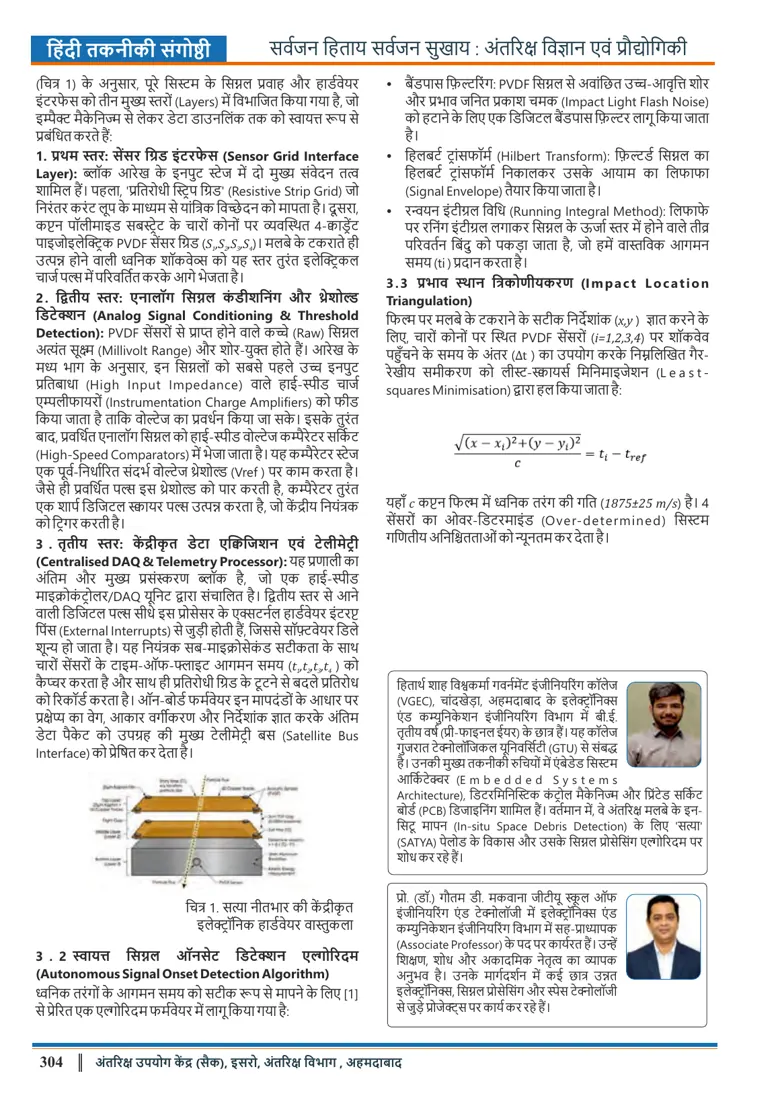 हिंदी तकनीकी संगोष्ठी
सर्वजन हिताय सर्वजन सुखाय : अंतरिक्ष विज्ञान एवं प्रौद्योगिकी
(चित्र 1) के अनुसार, पूरे सिस्टम के सिग्नल प्रवाह और हार्डवेयर
इंटरफ़ेस को तीन मुख्य स्तरों (Layers) में विभाजित किया गया है, जो
इम्पैक्ट मैकेनिज्म से लेकर डेटा डाउनलिंक तक को स्वायत्त रूप से
प्रबंधित करते हैं:
1. प्रथम स्तर: सेंसर ग्रिड इंटरफ़ेस (Sensor Grid Interface
Layer): ब्लॉक आरेख के इनपुट स्टेज में दो मुख्य संवेदन तत्व
शामिल हैं। पहला, 'प्रतिरोधी स्ट्रिप ग्रिड' (Resistive Strip Grid) जो
निरंतर करंट लूप के माध्यम से यांत्रिक विच्छेदन को मापता है। दूसरा,
कप्टन पॉलीमाइड सबस्ट्रेट के चारों कोनों पर व्यवस्थित 4-क्वाड्रेंट
पाइजोइलेक्ट्रिक PVDF सेंसर ग्रिड (S₁,S₂,S₃,S₄)। मलबे के टकराते ही
उत्पन्न होने वाली ध्वनिक शॉकवेव्स को यह स्तर तुरंत इलेक्ट्रिकल
चार्ज पल्स में परिवर्तित करके आगे भेजता है।
2. द्वितीय स्तर: एनालॉग सिग्नल कंडीशनिंग और थ्रेशोल्ड
डिटेक्शन (Analog Signal Conditioning & Threshold
Detection): PVDF सेंसरों से प्राप्त होने वाले कच्चे (Raw) सिग्नल
अत्यंत सूक्ष्म (Millivolt Range) और शोर-युक्त होते हैं। आरेख के
मध्य भाग के अनुसार, इन सिग्नलों को सबसे पहले उच्च इनपुट
प्रतिबाधा (High Input Impedance) वाले हाई-स्पीड चार्ज
एम्पलीफायरों (Instrumentation Charge Amplifiers) को फीड
किया जाता है ताकि वोल्टेज का प्रवर्धन किया जा सके। इसके तुरंत
बाद, प्रवर्धित एनालॉग सिग्नल को हाई-स्पीड वोल्टेज कम्पैरेटर सर्किट
(High-Speed Comparators) में भेजा जाता है। यह कम्पैरेटर स्टेज
एक पूर्व-निर्धारित संदर्भ वोल्टेज थ्रेशोल्ड (Vref ) पर काम करता है।
जैसे ही प्रवर्धित पल्स इस थ्रेशोल्ड को पार करती है, कम्पैरेटर तुरंत
एक शार्प डिजिटल स्क्वायर पल्स उत्पन्न करता है, जो केंद्रीय नियंत्रक
को ट्रिगर करती है।
3 . तृतीय स्तर: केंद्रीकृत डेटा एक्विजिशन एवं टेलीमेट्री
(Centralised DAQ & Telemetry Processor): यह प्रणाली का
अंतिम और मुख्य प्रसंस्करण ब्लॉक है, जो एक हाई-स्पीड
माइक्रोकंट्रोलर/DAQ यूनिट द्वारा संचालित है। द्वितीय स्तर से आने
वाली डिजिटल पल्स सीधे इस प्रोसेसर के एक्सटर्नल हार्डवेयर इंटरप्ट
पिंस (External Interrupts) से जुड़ी होती हैं, जिससे सॉफ़्टवेयर डिले
शून्य हो जाता है। यह नियंत्रक सब-माइक्रोसेकंड सटीकता के साथ
चारों सेंसरों के टाइम-ऑफ-फ्लाइट आगमन समय (t₁,t₂,t₃,t₄ ) को
कैप्चर करता है और साथ ही प्रतिरोधी ग्रिड के टूटने से बदले प्रतिरोध
को रिकॉर्ड करता है। ऑन-बोर्ड फर्मवेयर इन मापदंडों के आधार पर
प्रक्षेप्य का वेग, आकार वर्गीकरण और निर्देशांक ज्ञात करके अंतिम
डेटा पैकेट को उपग्रह की मुख्य टेलीमेट्री बस (Satellite Bus
Interface) को प्रेषित कर देता है।
चित्र 1. सत्या नीतभार की केंद्रीकृत
इलेक्ट्रॉनिक हार्डवेयर वास्तुकला
3 . 2 स्वायत्त सिग्नल ऑनसेट डिटेक्शन एल्गोरिदम
(Autonomous Signal Onset Detection Algorithm)
ध्वनिक तरंगों के आगमन समय को सटीक रूप से मापने के लिए [1]
से प्रेरित एक एल्गोरिदम फर्मवेयर में लागू किया गया है:
• बैंडपास फ़िल्टरिंग: PVDF सिग्नल से अवांछित उच्च-आवृत्ति शोर
और प्रभाव जनित प्रकाश चमक (Impact Light Flash Noise)
को हटाने के लिए एक डिजिटल बैंडपास फ़िल्टर लागू किया जाता
है।
• हिलबर्ट ट्रांसफॉर्म (Hilbert Transform): फ़िल्टर्ड सिग्नल का
हिलबर्ट ट्रांसफॉर्म निकालकर उसके आयाम का लिफाफा
(Signal Envelope) तैयार किया जाता है।
• रन्वयन इंटीग्रल विधि (Running Integral Method): लिफाफे
पर रनिंग इंटीग्रल लगाकर सिग्नल के ऊर्जा स्तर में होने वाले तीव्र
परिवर्तन बिंदु को पकड़ा जाता है, जो हमें वास्तविक आगमन
समय (ti ) प्रदान करता है।
3.3 प्रभाव स्थान त्रिकोणीयकरण (Impact Location
Triangulation)
फिल्म पर मलबे के टकराने के सटीक निर्देशांक (x,y ) ज्ञात करने के
लिए, चारों कोनों पर स्थित PVDF सेंसरों (i=1,2,3,4) पर शॉकवेव
पहुँचने के समय के अंतर (Δt ) का उपयोग करके निम्नलिखित गैर-
रेखीय समीकरण को लीस्ट-स्क्वायर्स मिनिमाइजेशन (L e a s t -
squares Minimisation) द्वारा हल किया जाता है:
√(x − xᵢ)²+(y − yᵢ)² / c = tᵢ − t_ref
यहाँ c कप्टन फिल्म में ध्वनिक तरंग की गति (1875±25 m/s) है। 4
सेंसरों का ओवर-डिटरमाइंड (Over-determined) सिस्टम
गणितीय अनिश्चितताओं को न्यूनतम कर देता है।
हितार्थ शाह विश्वकर्मा गवर्नमेंट इंजीनियरिंग कॉलेज
(VGEC), चांदखेड़ा, अहमदाबाद के इलेक्ट्रॉनिक्स
एंड कम्युनिकेशन इंजीनियरिंग विभाग में बी.ई.
तृतीय वर्ष (प्री-फाइनल ईयर) के छात्र हैं। यह कॉलेज
गुजरात टेक्नोलॉजिकल यूनिवर्सिटी (GTU) से संबद्ध
है। उनकी मुख्य तकनीकी रुचियों में एंबेडेड सिस्टम
आर्किटेक्चर (E m b e d d e d S y s t e m s
Architecture), डिटरमिनिस्टिक कंट्रोल मैकेनिज्म और प्रिंटेड सर्किट
बोर्ड (PCB) डिजाइनिंग शामिल हैं। वर्तमान में, वे अंतरिक्ष मलबे के इन-
सिटू मापन (In-situ Space Debris Detection) के लिए 'सत्या'
(SATYA) पेलोड के विकास और उसके सिग्नल प्रोसेसिंग एल्गोरिदम पर
शोध कर रहे हैं।
प्रो. (डॉ.) गौतम डी. मकवाना जीटीयू स्कूल ऑफ
इंजीनियरिंग एंड टेक्नोलॉजी में इलेक्ट्रॉनिक्स एंड
कम्युनिकेशन इंजीनियरिंग विभाग में सह-प्राध्यापक
(Associate Professor) के पद पर कार्यरत हैं। उन्हें
शिक्षण, शोध और अकादमिक नेतृत्व का व्यापक
अनुभव है। उनके मार्गदर्शन में कई छात्र उन्नत
इलेक्ट्रॉनिक्स, सिग्नल प्रोसेसिंग और स्पेस टेक्नोलॉजी
से जुड़े प्रोजेक्ट्स पर कार्य कर रहे हैं।
304 अंतरिक्ष उपयोग केंद्र (सैक), इसरो, अंतरिक्ष विभाग , अहमदाबाद